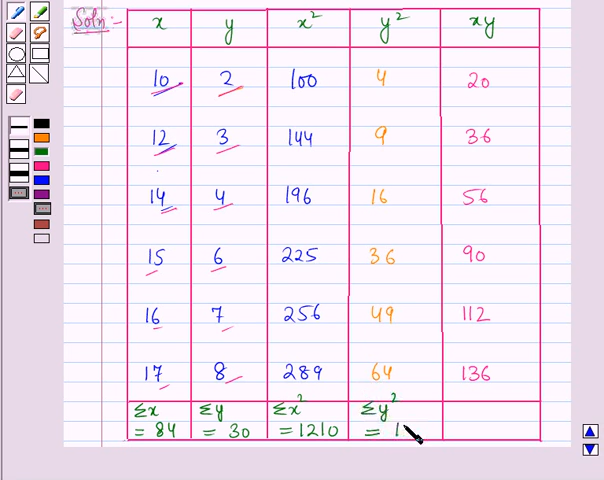 Soln:-
x y x² y² xy
10 2 100 4 20
12 3 144 9 36
14 4 196 16 56
15 6 225 36 90
16 7 256 49 112
17 8 289 64 136
Σx Σy Σx² Σy²
= 84 = 30 = 1210 = 1